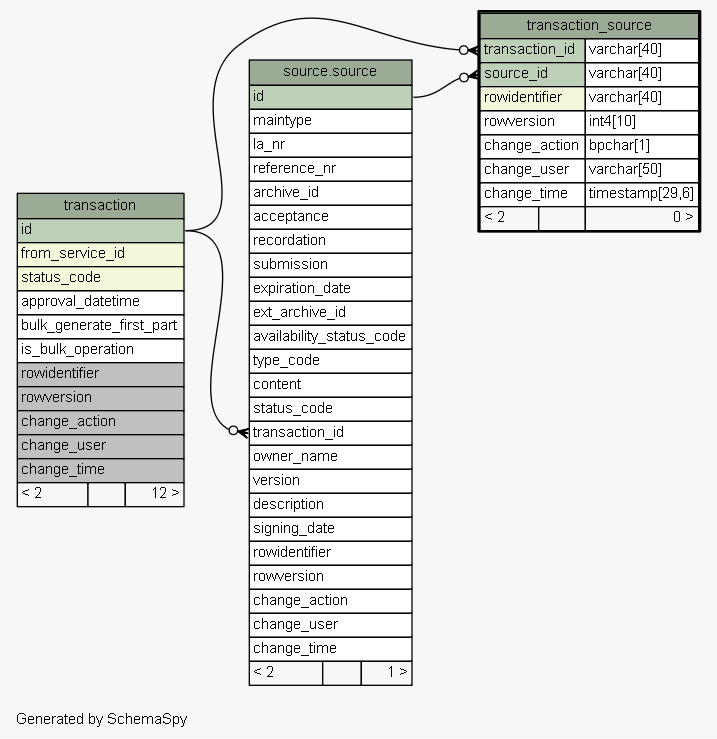 transaction_source
transaction_id varchar[40]
source_id varchar[40]
rowidentifier varchar[40]
rowversion int4[10]
change_action bpchar[1]
change_user varchar[50]
change_time timestamp[29,6]
< 2 0 >
source.source
id
maintype
la_nr
reference_nr
archive_id
acceptance
recordation
submission
expiration_date
ext_archive_id
availability_status_code
type_code
content
status_code
transaction_id
owner_name
version
description
signing_date
rowidentifier
rowversion
change_action
change_user
change_time
< 2 1 >
transaction
id
from_service_id
status_code
approval_datetime
bulk_generate_first_part
is_bulk_operation
rowidentifier
rowversion
change_action
change_user
change_time
< 2 12 >
Generated by SchemaSpy